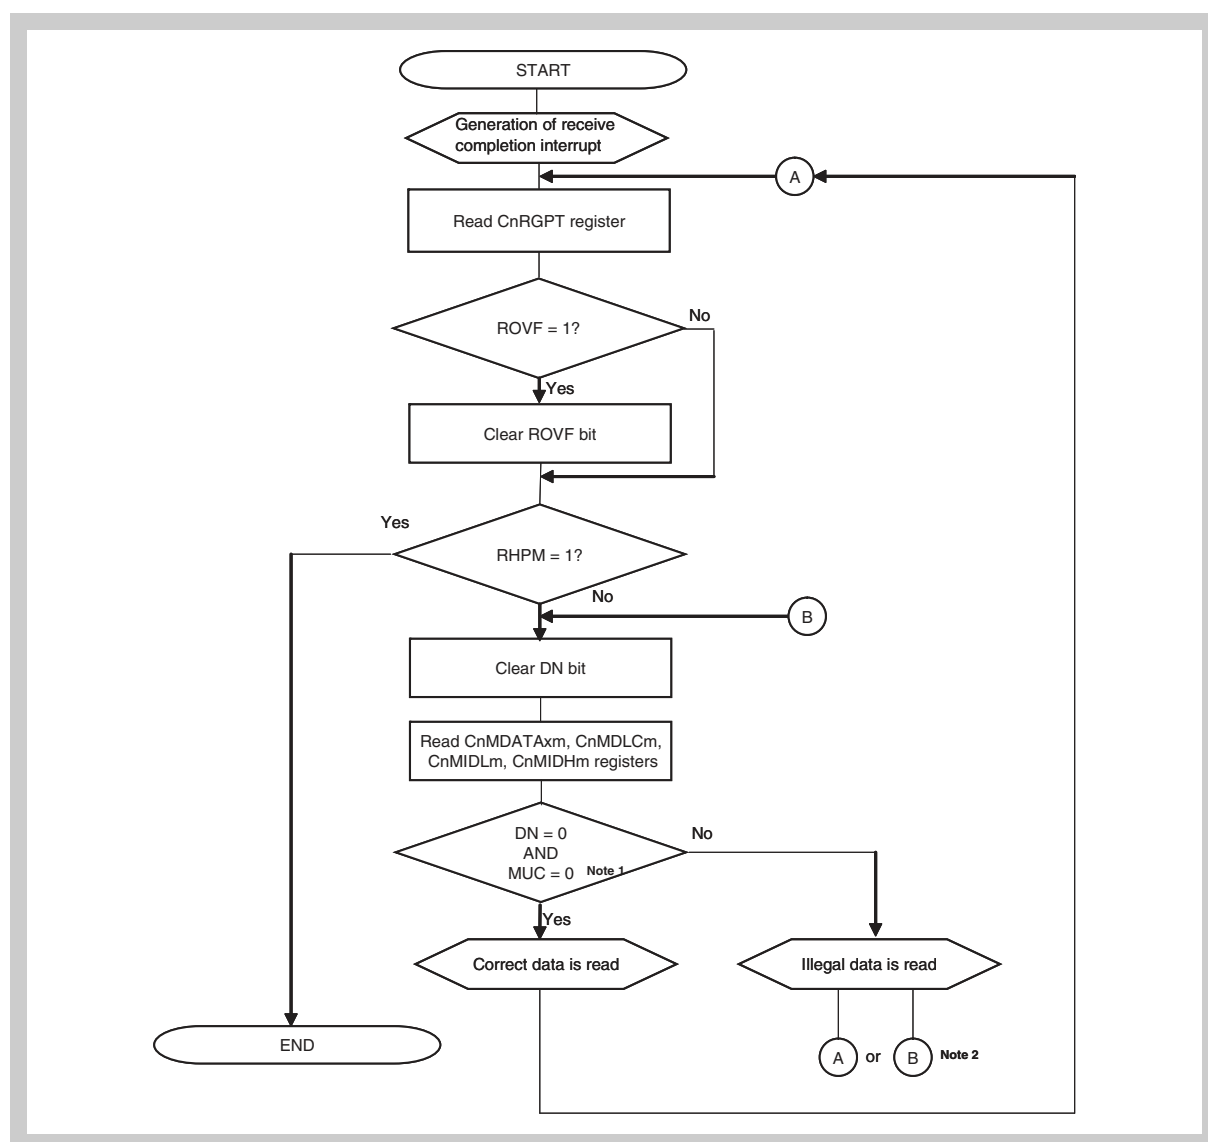 START
Generation of receive
completion interrupt
A
Read CnRGPT register
No
ROVF = 1?
Yes
Clear ROVF bit
Yes
RHPM = 1?
No
B
Clear DN bit
Read CnMDATAxm, CnMDLCm,
CnMIDLm, CnMIDHm registers
DN = 0
AND
MUC = 0 Note 1
No
Yes
Correct data is read
Illegal data is read
END
A or B Note 2